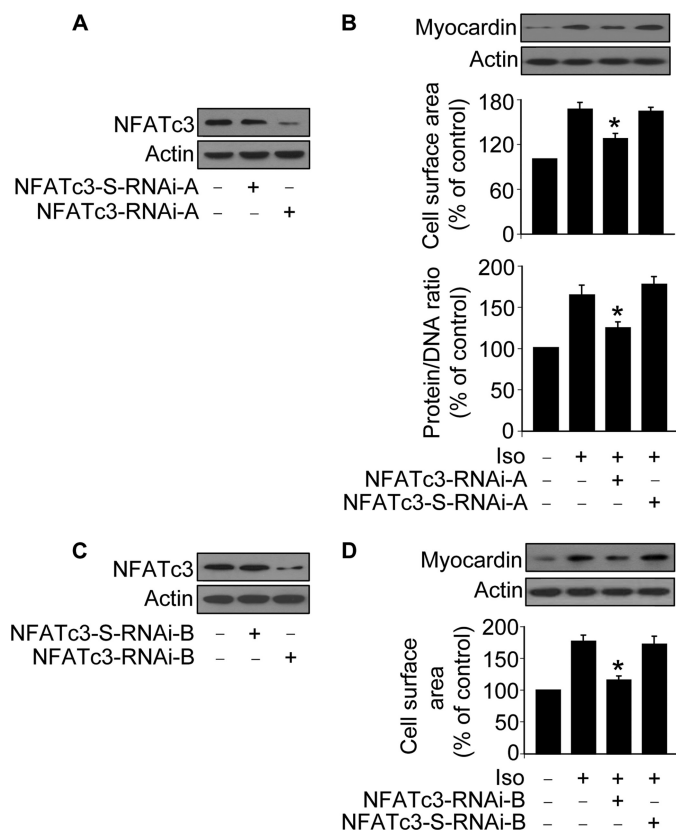 A
NFATc3
Actin
NFATc3-S-RNAi-A – + –
NFATc3-RNAi-A – – +
B
Myocardin
Actin
Cell surface area
(% of control)
180
120
60
0
*
Protein/DNA ratio
(% of control)
200
150
100
50
0
*
Iso – + + +
NFATc3-RNAi-A – – + –
NFATc3-S-RNAi-A – – – +
C
NFATc3
Actin
NFATc3-S-RNAi-B – + –
NFATc3-RNAi-B – – +
D
Myocardin
Actin
Cell surface
area
(% of control)
200
150
100
50
0
*
Iso – + + +
NFATc3-RNAi-B – – + –
NFATc3-S-RNAi-B – – – +